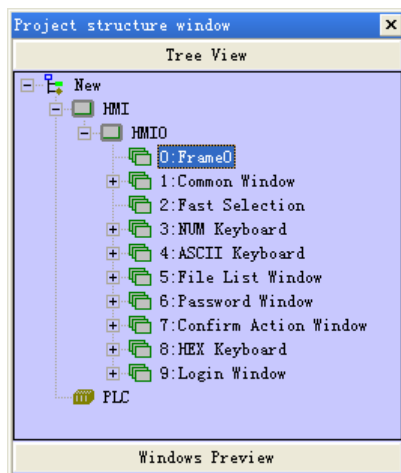 Project structure window
Tree View
New
HMI
HMI0
0:Frame0
1:Common Window
2:Fast Selection
3:NUM Keyboard
4:ASCII Keyboard
5:File List Window
6:Password Window
7:Confirm Action Window
8:HEX Keyboard
9:Login Window
PLC
Windows Preview